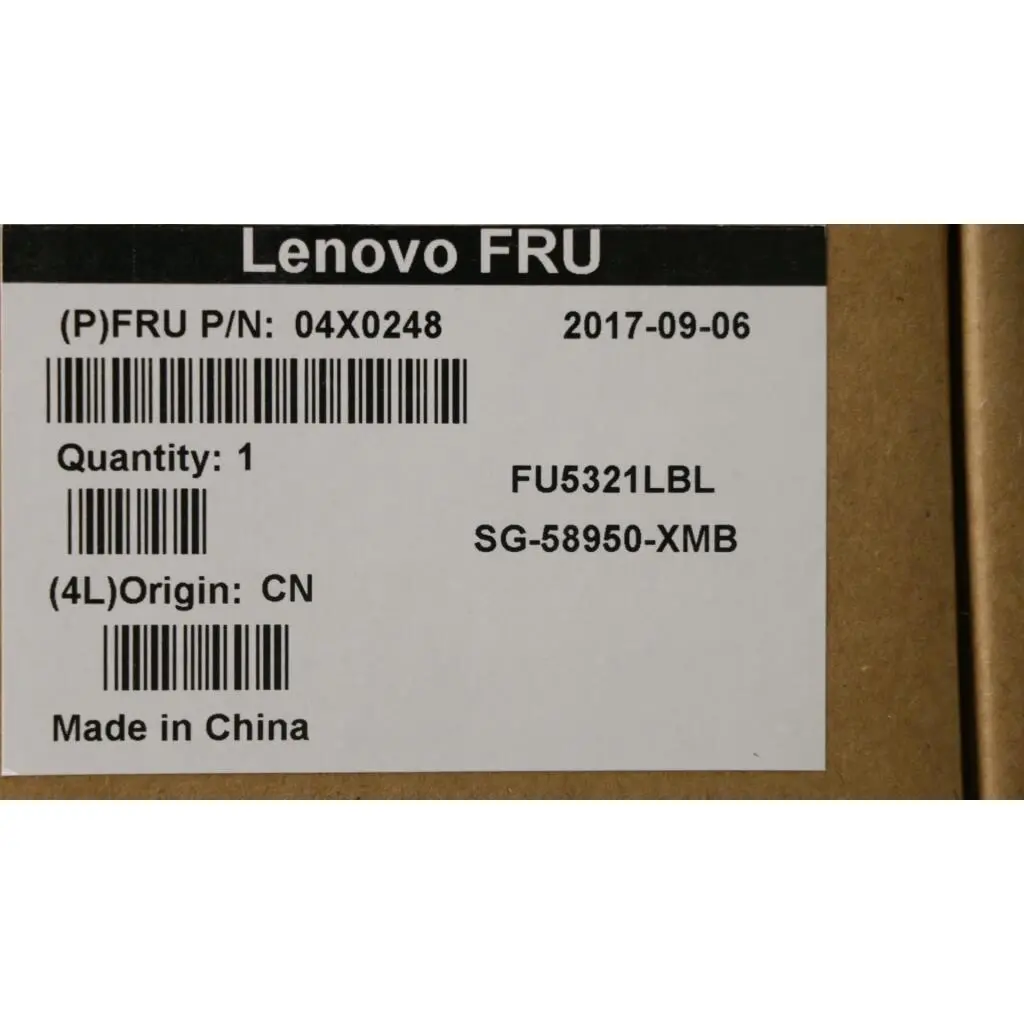 Lenovo FRU
(P)FRU P/N: 04X0248
2017-09-06
Quantity: 1
FU5321LBL
SG-58950-XMB
(4L)Origin: CN
Made in China